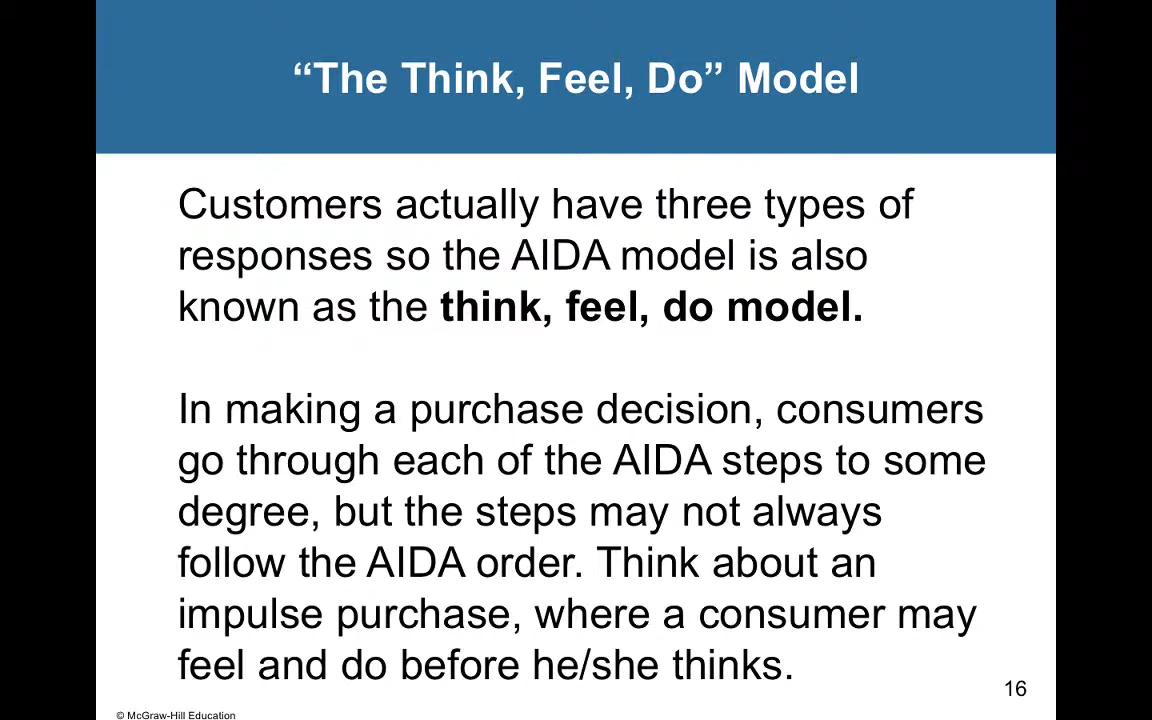 “The Think, Feel, Do” Model
Customers actually have three types of
responses so the AIDA model is also
known as the think, feel, do model.
In making a purchase decision, consumers
go through each of the AIDA steps to some
degree, but the steps may not always
follow the AIDA order. Think about an
impulse purchase, where a consumer may
feel and do before he/she thinks.
16
© McGraw-Hill Education